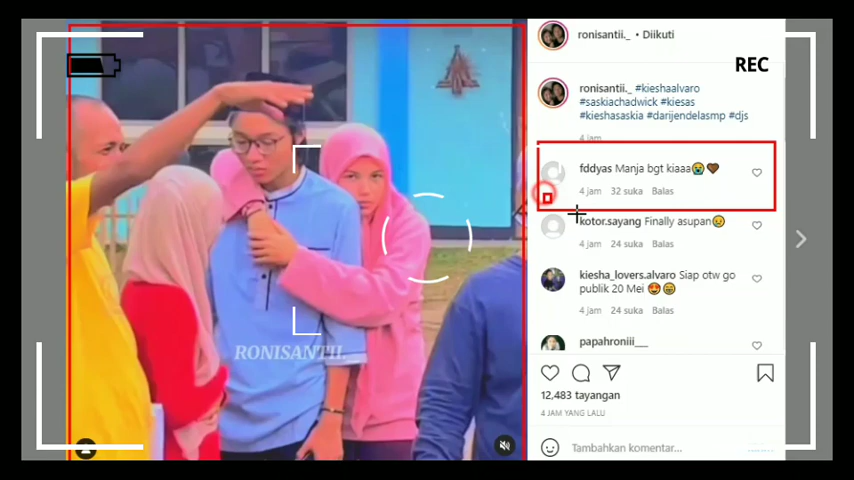 ronisantii._ • Diikuti
REC
ronisantii._ #kieshaalvaro
#saskiachadwick #kiesas
#kieshasaskia #darijendelasmp #djs
4 jam
fddyas Manja bgt kiaaa😭🖤
4 jam 32 suka Balas
kotor.sayang Finally asupan😥
4 jam 24 suka Balas
kiesha_lovers.alvaro Siap otw go
publik 20 Mei 😍😁
4 jam 24 suka Balas
papahroniii___
RONISANTII.
12,483 tayangan
4 JAM YANG LALU
Tambahkan komentar...